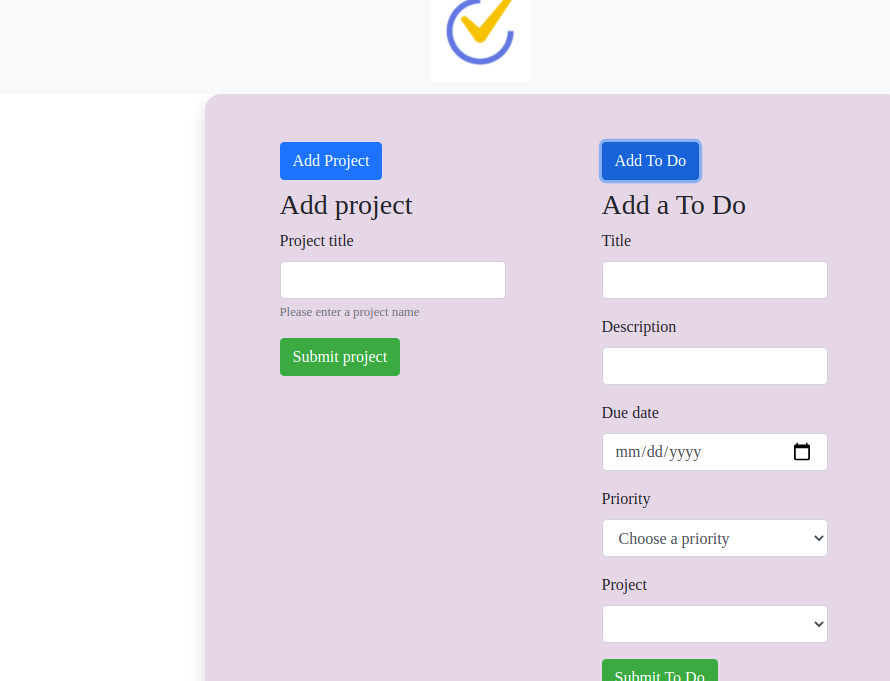 Add Project
Add project
Project title
Please enter a project name
Submit project
Add To Do
Add a To Do
Title
Description
Due date
mm/dd/yyyy
Priority
Choose a priority
Project
Submit To Do